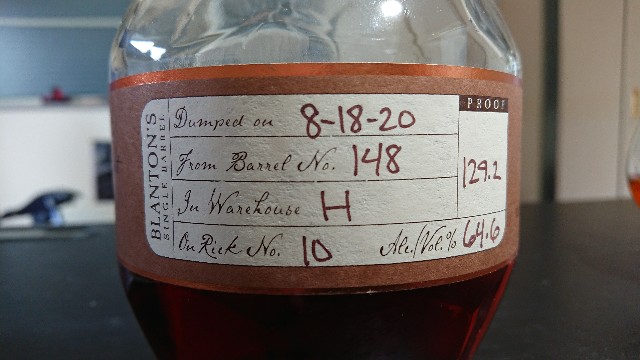 BLANTON'S
SINGLE BARREL
Dumped on 8-18-20
From Barrel No. 148
In Warehouse H
On Rick No. 10
PROOF
129.2
Alc./Vol.% 64.6